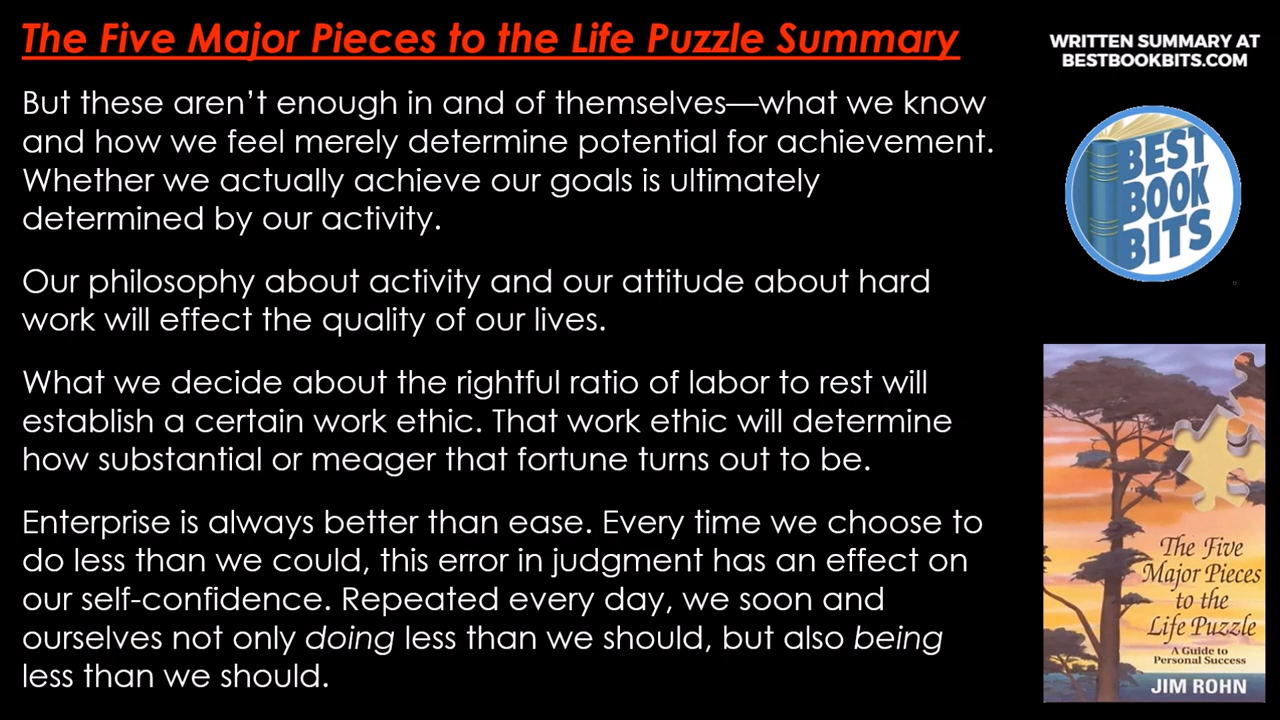 The Five Major Pieces to the Life Puzzle Summary
WRITTEN SUMMARY AT
BESTBOOKBITS.COM
But these aren’t enough in and of themselves—what we know
and how we feel merely determine potential for achievement.
Whether we actually achieve our goals is ultimately
determined by our activity.
Our philosophy about activity and our attitude about hard
work will effect the quality of our lives.
What we decide about the rightful ratio of labor to rest will
establish a certain work ethic. That work ethic will determine
how substantial or meager that fortune turns out to be.
Enterprise is always better than ease. Every time we choose to
do less than we could, this error in judgment has an effect on
our self-confidence. Repeated every day, we soon and
ourselves not only doing less than we should, but also being
less than we should.
BEST
BOOK
BITS
The Five
Major Pieces
to the
Life Puzzle
A Guide to
Personal Success
JIM ROHN